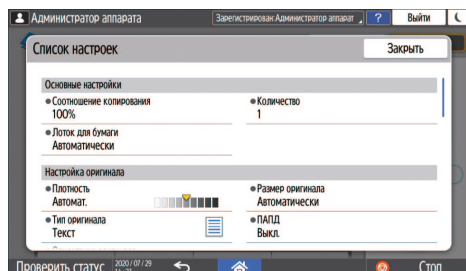 Администратор аппарата
Зарегистрирован:Администратор аппарат
?
Выйти
Список настроек
Закрыть
Основные настройки
Соотношение копирования
100%
Количество
1
Лоток для бумаги
Автоматически
Настройка оригинала
Плотность
Автомат.
Размер оригинала
Автоматически
Тип оригинала
Текст
ПАПД
Выкл.
Проверить статус
2020/07/29
Стоп